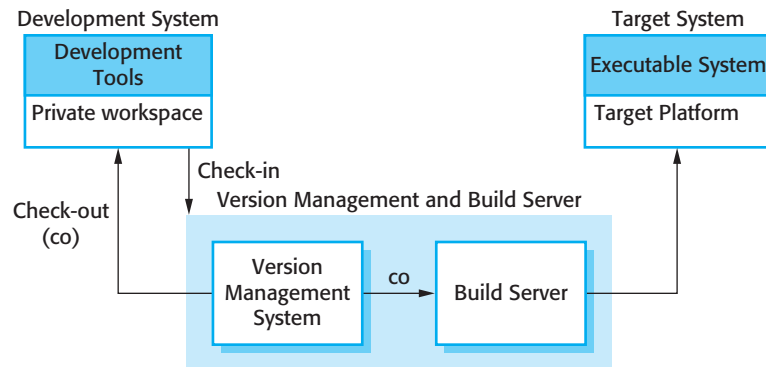 Development System
Target System
Development
Tools
Executable System
Private workspace
Target Platform
Check-in
Version Management and Build Server
Check-out
(co)
Version
Management
System
co
Build Server